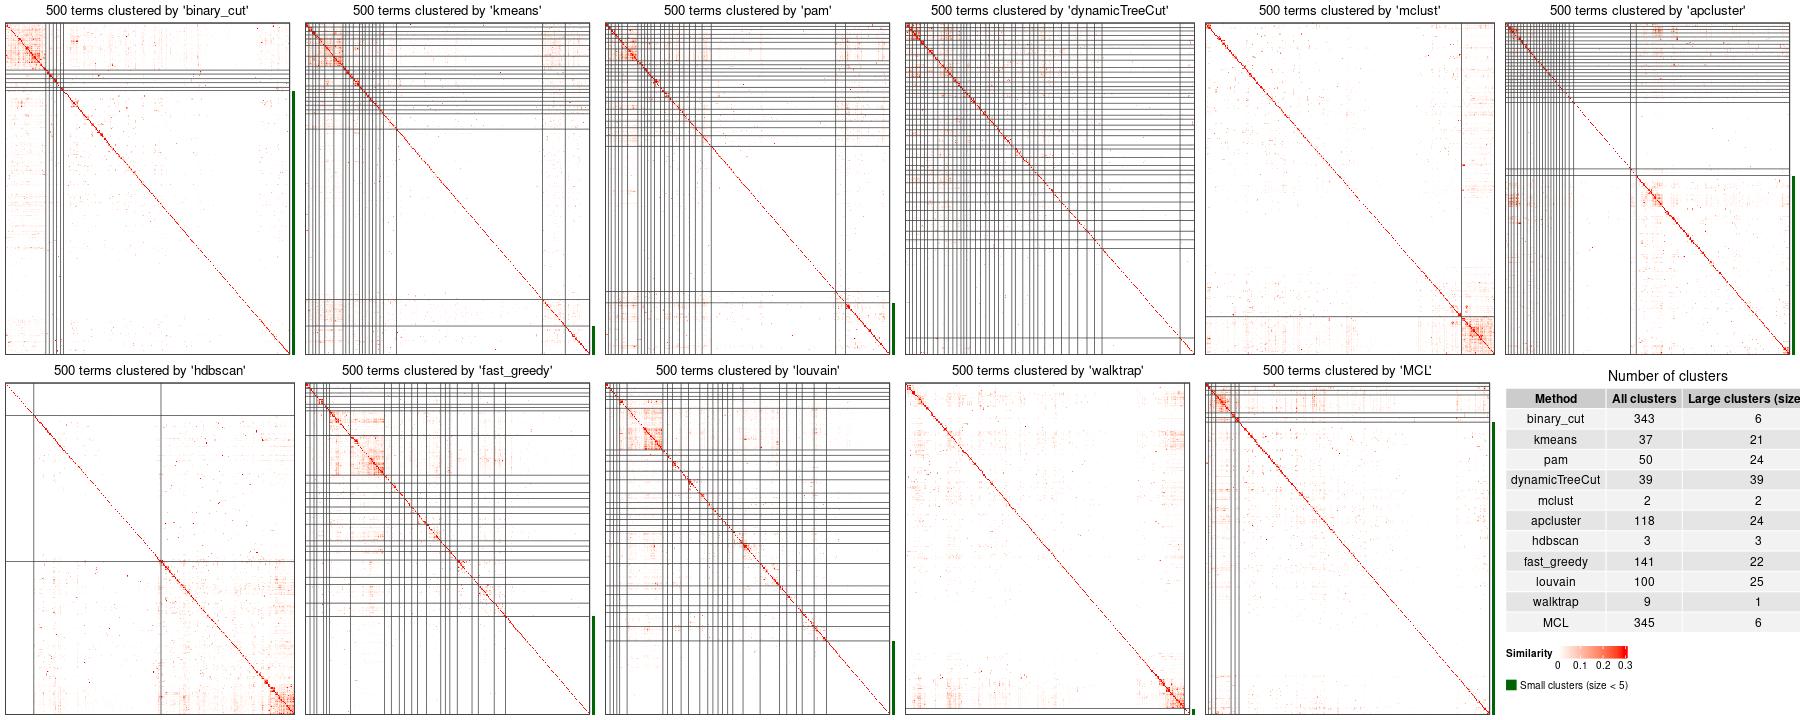 500 terms clustered by 'binary_cut'
500 terms clustered by 'kmeans'
500 terms clustered by 'pam'
500 terms clustered by 'dynamicTreeCut'
500 terms clustered by 'mclust'
500 terms clustered by 'apcluster'
500 terms clustered by 'hdbscan'
500 terms clustered by 'fast_greedy'
500 terms clustered by 'louvain'
500 terms clustered by 'walktrap'
500 terms clustered by 'MCL'
Number of clusters
Method All clusters Large clusters (size
binary_cut 343 6
kmeans 37 21
pam 50 24
dynamicTreeCut 39 39
mclust 2 2
apcluster 118 24
hdbscan 3 3
fast_greedy 141 22
louvain 100 25
walktrap 9 1
MCL 345 6
Similarity
0 0.1 0.2 0.3
Small clusters (size < 5)